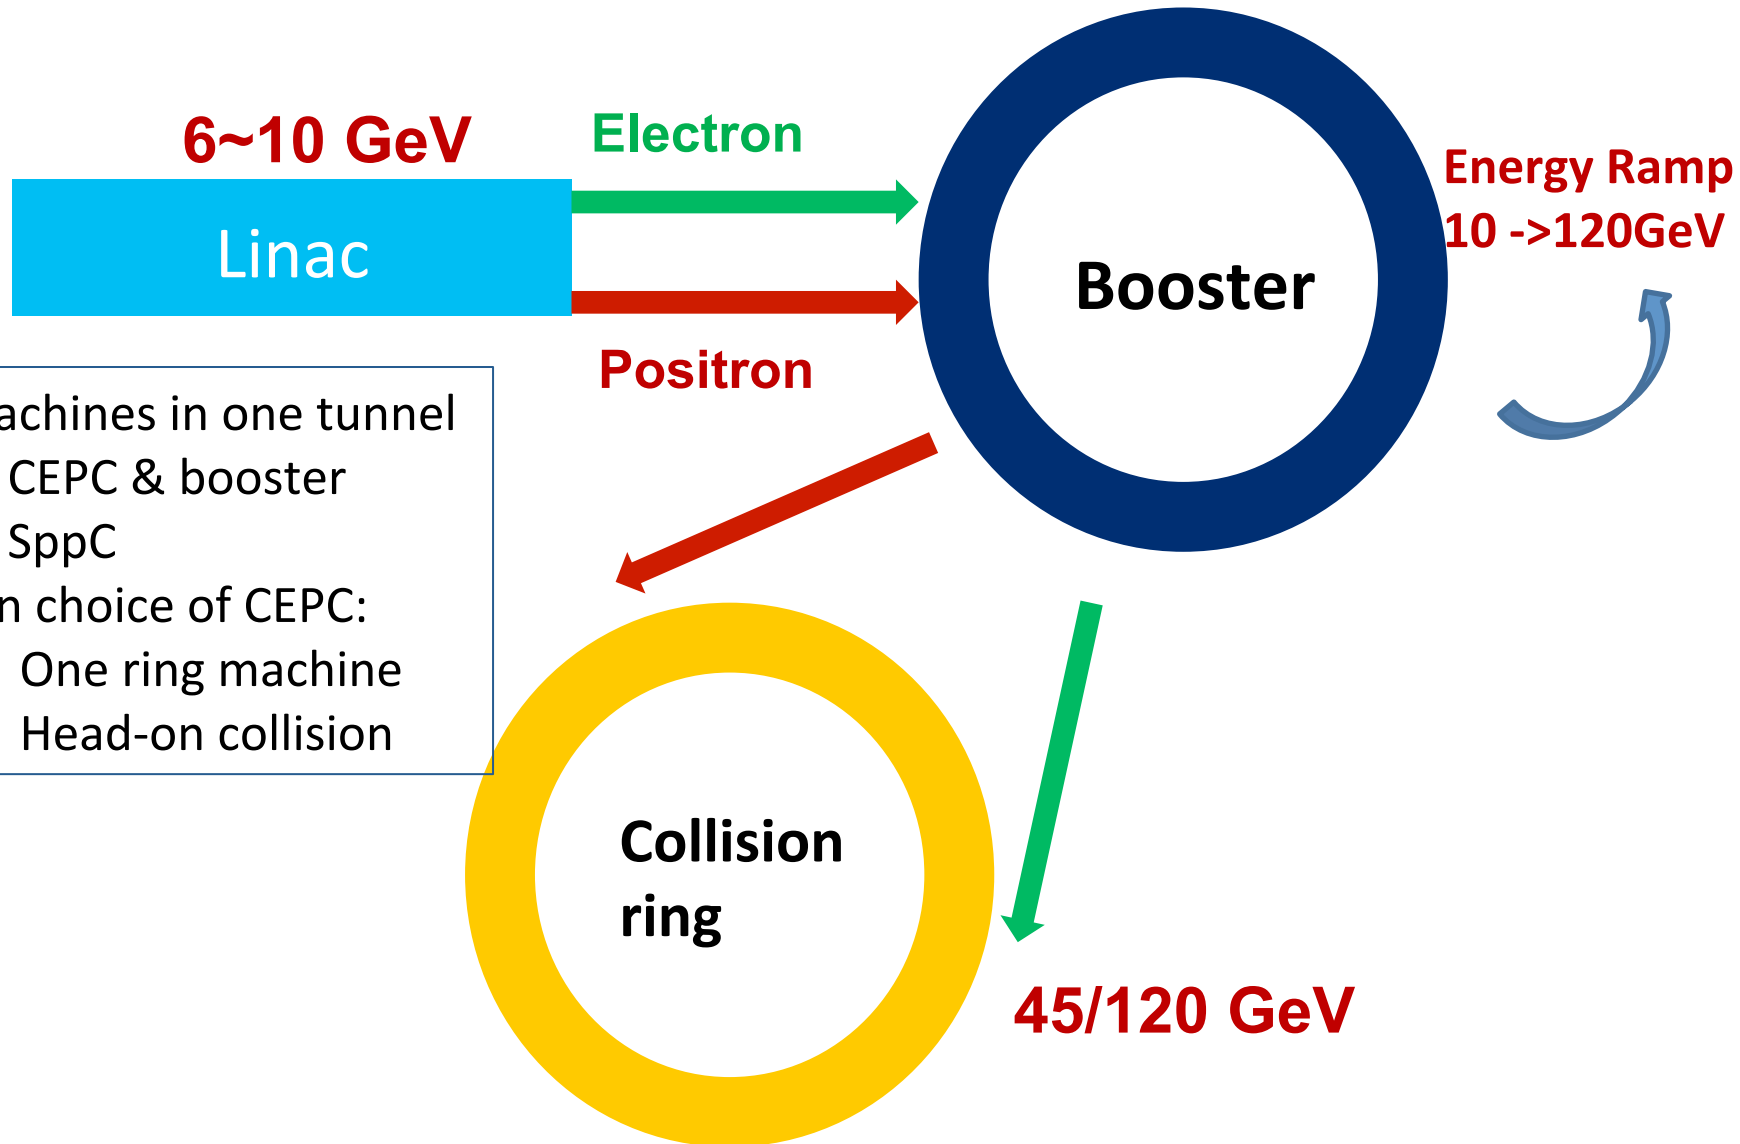 6~10 GeV
Electron
Linac
Positron
Booster
Energy Ramp
10 ->120GeV
achines in one tunnel
CEPC & booster
SppC
n choice of CEPC:
One ring machine
Head-on collision
Collision
ring
45/120 GeV